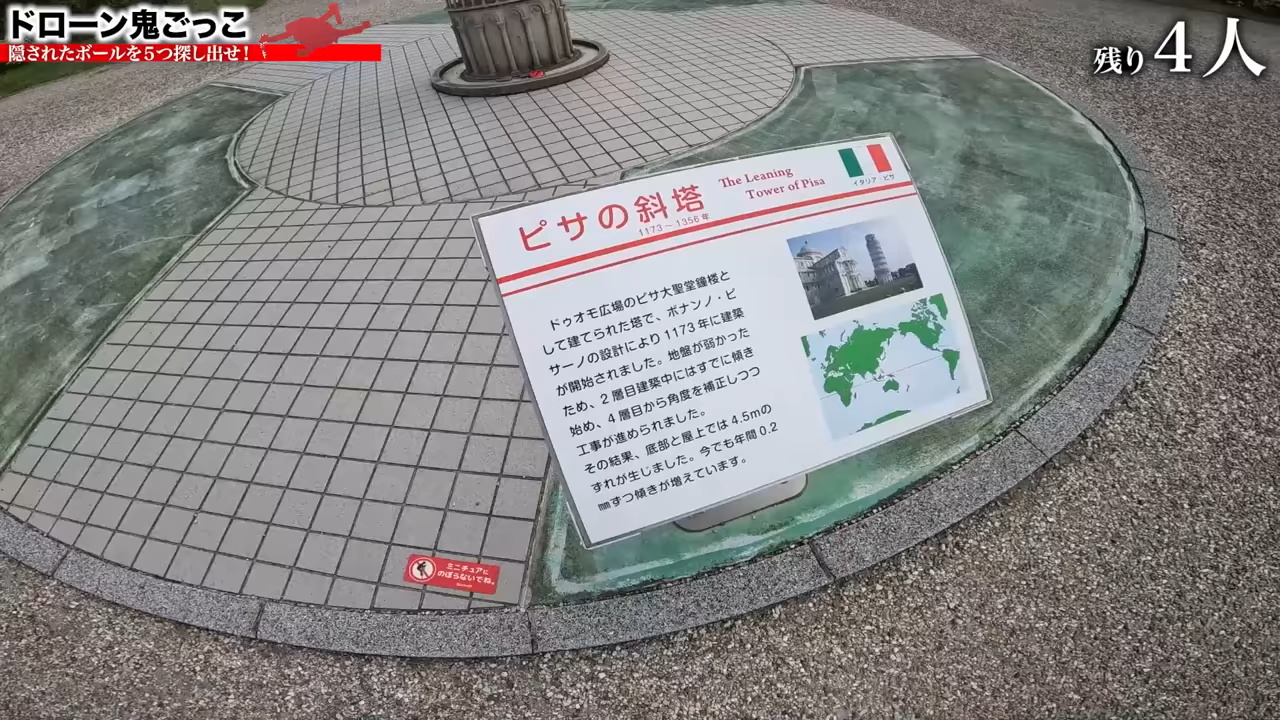 ドローン鬼ごっこ
隠されたボールを5つ探し出せ!
残り4人
ピサの斜塔
1173~1356年
The Leaning
Tower of Pisa
イタリア ピサ
ドゥオモ広場のピサ大聖堂鐘楼と
して建てられた塔で、ボナンノ・ピ
サーノの設計により1173年に建築
が開始されました。地盤が弱かった
ため、2層目建築中にはすでに傾き
始め、4層目から角度を補正しつつ
工事が進められました。
その結果、底部と屋上では4.5mの
ずれが生じました。今でも年間0.2
㎜ずつ傾きが増えています。
ミニチュアに
のぼらないでね。